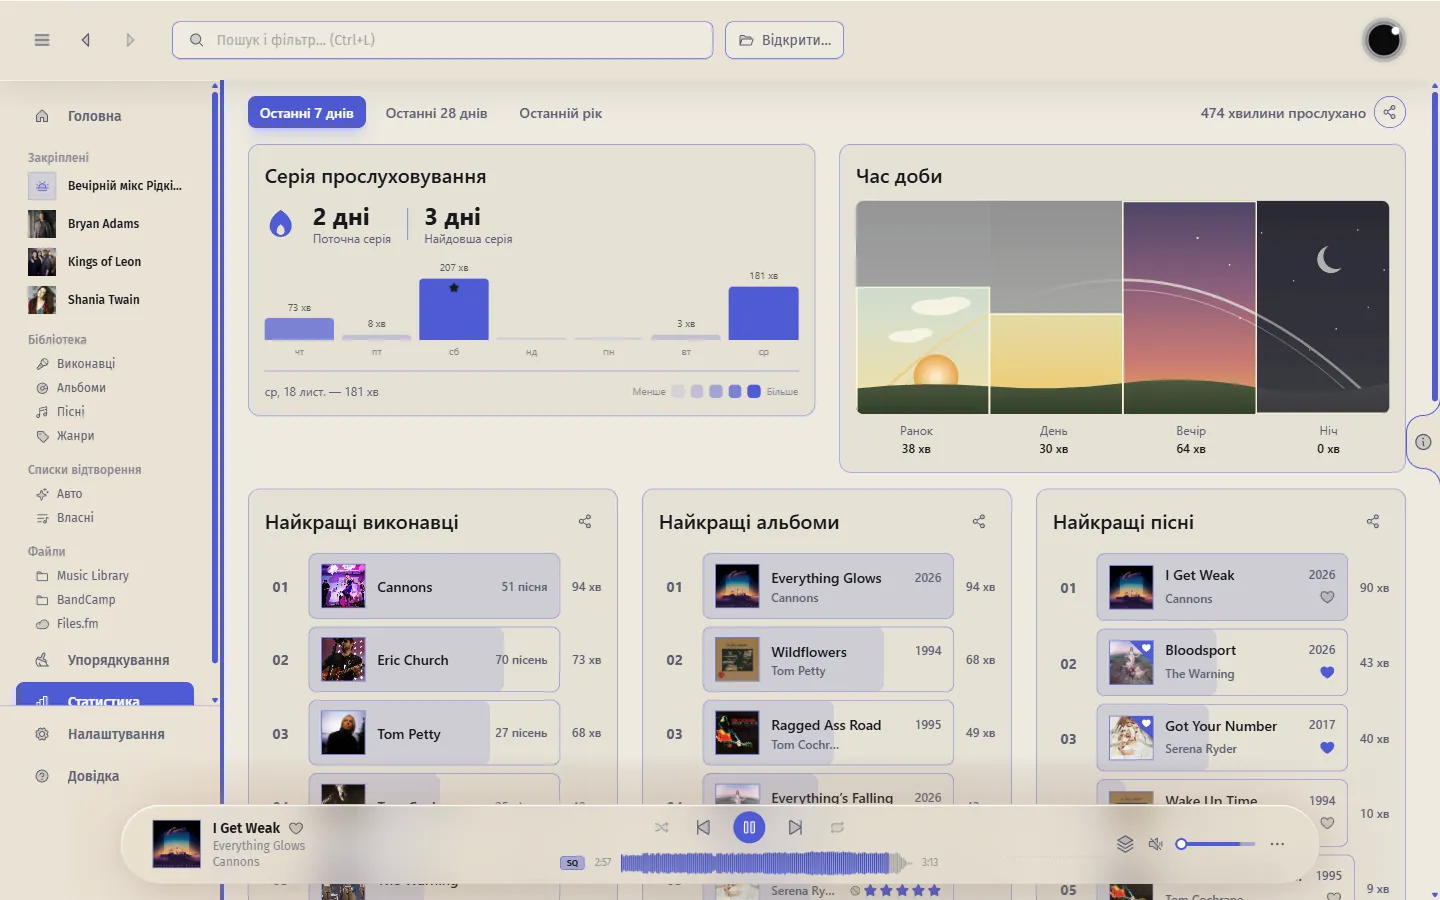 Пошук і фільтр... (Ctrl+L)
Відкрити...
Головна
Закріплені
Вечірній мікс Рідкі...
Bryan Adams
Kings of Leon
Shania Twain
Бібліотека
Виконавці
Альбоми
Пісні
Жанри
Списки відтворення
Авто
Власні
Файли
Music Library
BandCamp
Files.fm
Упорядкування
Статистика
Налаштування
Довідка
Останні 7 днів
Останні 28 днів
Останній рік
474 хвилини прослухано
Серія прослуховування
2 дні
Поточна серія
3 дні
Найдовша серія
73 хв
8 хв
207 хв
3 хв
181 хв
чт
пт
сб
нд
пн
вт
ср
ср, 18 лист. — 181 хв
Менше
Більше
Час доби
Ранок
38 хв
День
30 хв
Вечір
64 хв
Ніч
0 хв
Найкращі виконавці
01
Cannons
51 пісня
94 хв
02
Eric Church
70 пісень
73 хв
03
Tom Petty
27 пісень
68 хв
Найкращі альбоми
01
Everything Glows
2026
Cannons
94 хв
02
Wildflowers
1994
Tom Petty
68 хв
03
Ragged Ass Road
1995
Tom Cochr...
49 хв
Everything's Falling
2026
Serena Ry...
Найкращі пісні
01
I Get Weak
2026
Cannons
90 хв
02
Bloodsport
2026
The Warning
43 хв
03
Got Your Number
2017
Serena Ryder
40 хв
Wake Up Time
1994
10 хв
05
1995
Tom Cochrane
9 хв
I Get Weak
Everything Glows
Cannons
SQ
2:57
3:13